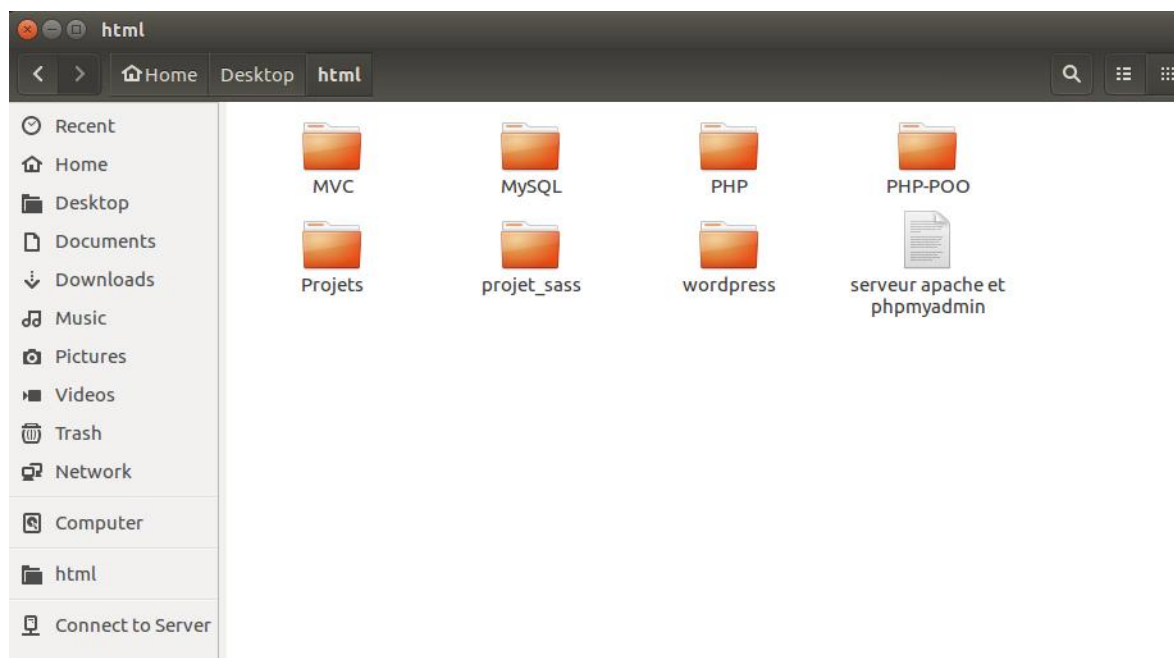 html
Home Desktop html
Recent
Home
Desktop
Documents
Downloads
Music
Pictures
Videos
Trash
Network
Computer
html
Connect to Server
MVC MySQL PHP PHP-POO
Projets projet_sass wordpress serveur apache et
phpmyadmin